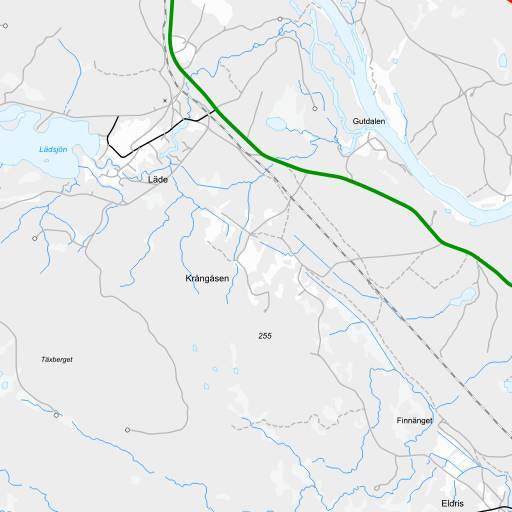 Gutdalen
Lädsjön
Läde
Krångåsen
255
Täxberget
Finnänget
Eldris